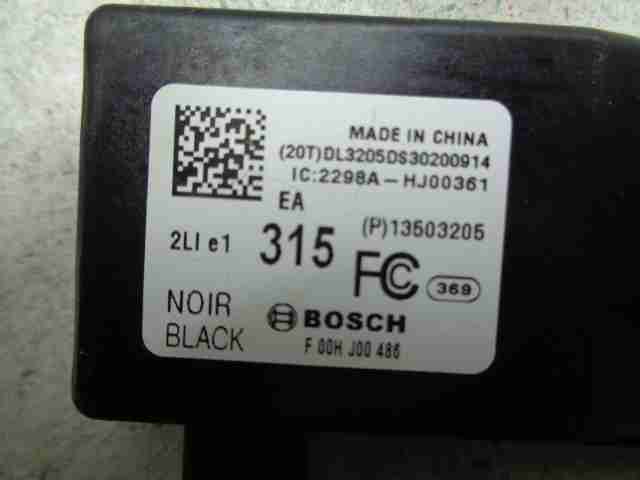 MADE IN CHINA
(20T)DL3205DS30200914
IC:2298A-HJ00361
EA
(P)13503205
2LI e1 315 FC 369
NOIR
BLACK
BOSCH
F 00H J00 486